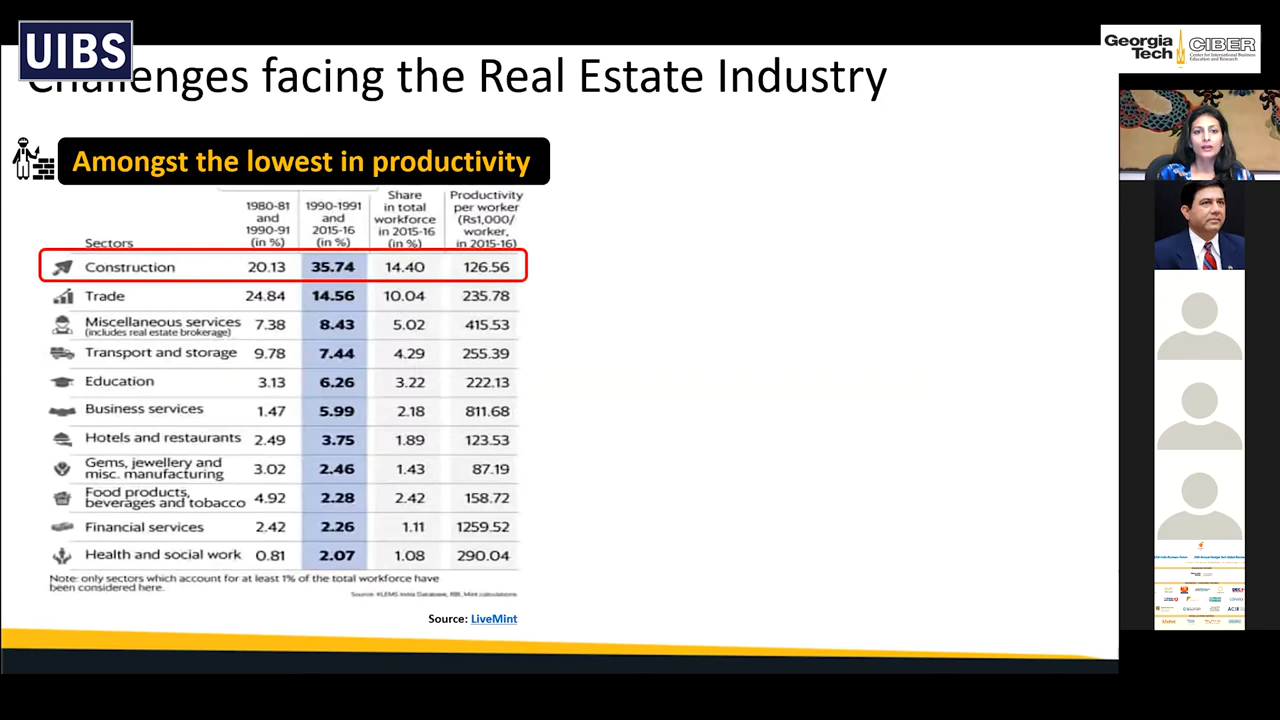 UIBS
Georgia Tech
CIBER
Center for International Business
Education and Research
Challenges facing the Real Estate Industry
Amongst the lowest in productivity
Sectors
1980-81 and 1990-91 (in %)
1990-1991 and 2015-16 (in %)
Share in total workforce in 2015-16 (in %)
Productivity per worker (Rs1,000/ worker, in 2015-16)
Construction 20.13 35.74 14.40 126.56
Trade 24.84 14.56 10.04 235.78
Miscellaneous services (includes real estate brokerage) 7.38 8.43 5.02 415.53
Transport and storage 9.78 7.44 4.29 255.39
Education 3.13 6.26 3.22 222.13
Business services 1.47 5.99 2.18 811.68
Hotels and restaurants 2.49 3.75 1.89 123.53
Gems, jewellery and misc. manufacturing 3.02 2.46 1.43 87.19
Food products, beverages and tobacco 4.92 2.28 2.42 158.72
Financial services 2.42 2.26 1.11 1259.52
Health and social work 0.81 2.07 1.08 290.04
Note: only sectors which account for at least 1% of the total workforce have
been considered here.
Source: KLEMS India Database, RBI, Mint calculations
Source: LiveMint